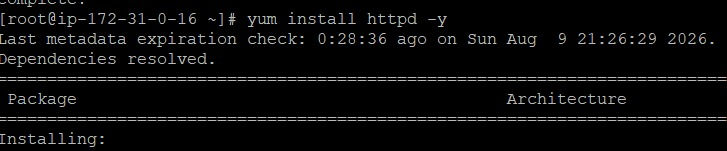 complete.
[root@ip-172-31-0-16 ~]# yum install httpd -y
Last metadata expiration check: 0:28:36 ago on Sun Aug  9 21:26:29 2026.
Dependencies resolved.
================================================================================
 Package                                           Architecture
================================================================================
Installing: